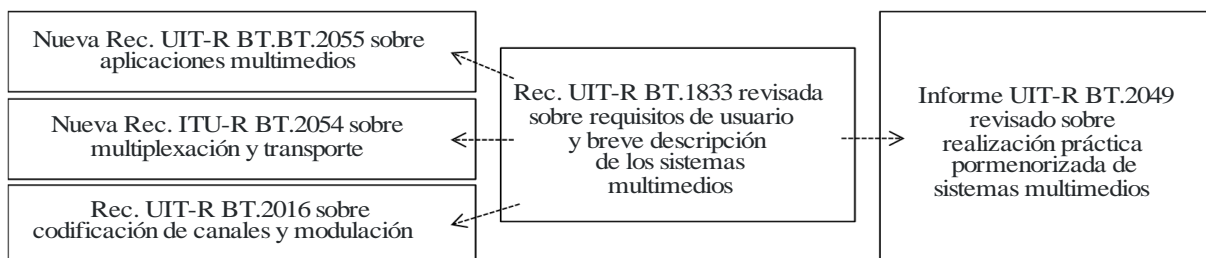 Nueva Rec. UIT-R BT.BT.2055 sobre
aplicaciones multimedios
Nueva Rec. ITU-R BT.2054 sobre
multiplexación y transporte
Rec. UIT-R BT.2016 sobre
codificación de canales y modulación
Rec. UIT-R BT.1833 revisada
sobre requisitos de usuario
y breve descripción
de los sistemas
multimedios
Informe UIT-R BT.2049
revisado sobre
realización práctica
pormenorizada de
sistemas multimedios